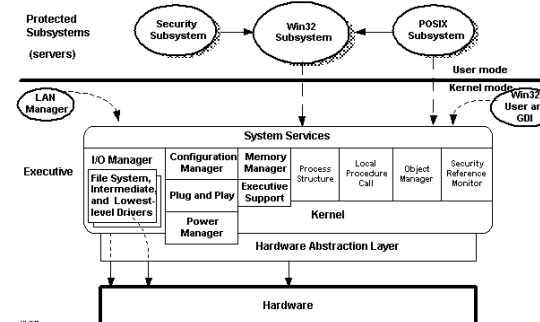 Protected
Subsystems
(servers)
Security
Subsystem
Win32
Subsystem
POSIX
Subsystem
User mode
Kernel mode
LAN
Manager
Win32
User an
GDI
System Services
Executive
I/O Manager
File System,
Intermediate,
and Lowest-
level Drivers
Configuration
Manager
Plug and Play
Power
Manager
Memory
Manager
Executive
Support
Process
Structure
Local
Procedure
Call
Object
Manager
Security
Reference
Monitor
Kernel
Hardware Abstraction Layer
Hardware